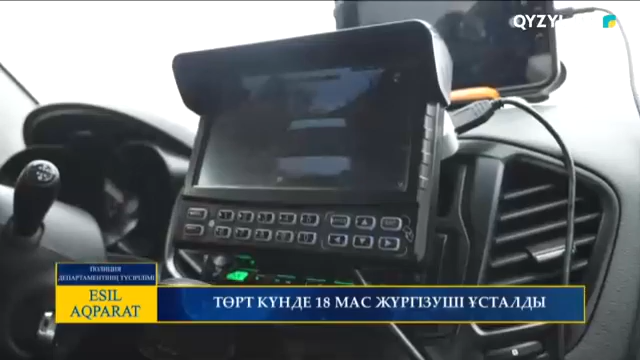 QYZYL
ПОЛИЦИЯ
ДЕПАРТАМЕНТІНІҢ ТҮСІРІЛІМІ
ESIL
AQPARAT
ТӨРТ КҮНДЕ 18 МАС ЖҮРГІЗУШІ ҰСТАЛДЫ